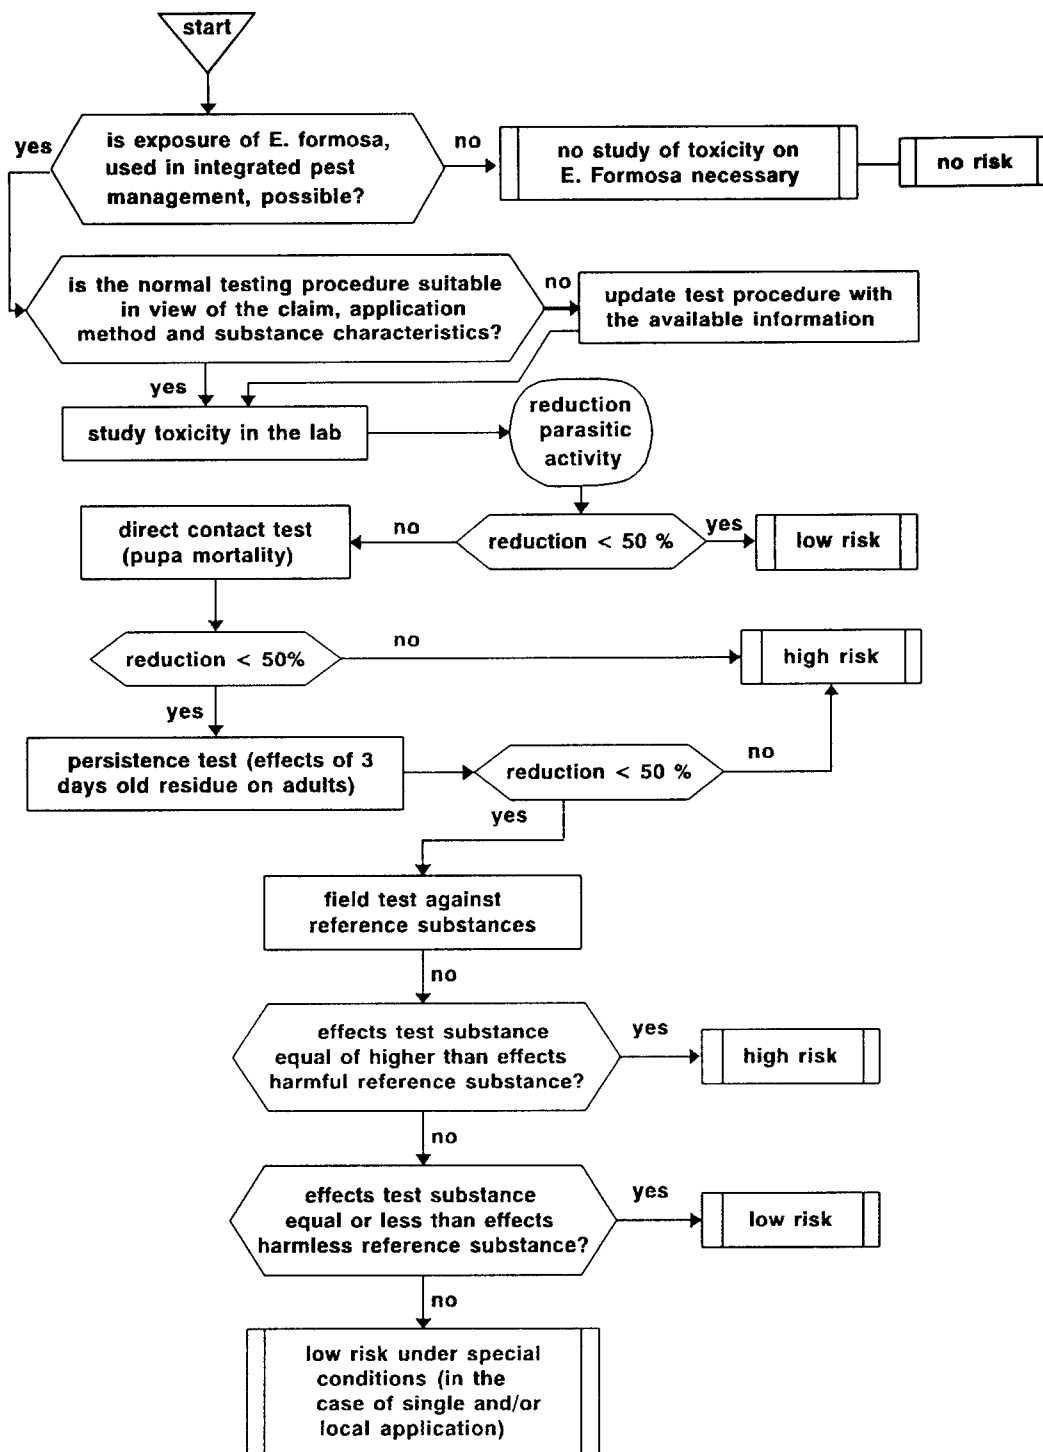 start
yes
is exposure of E. formosa,
used in integrated pest
management, possible?
no
no study of toxicity on
E. Formosa necessary
no risk
is the normal testing procedure suitable
in view of the claim, application
method and substance characteristics?
no
update test procedure with
the available information
yes
study toxicity in the lab
reduction
parasitic
activity
direct contact test
(pupa mortality)
no
reduction < 50 %
yes
low risk
reduction < 50%
no
high risk
yes
persistence test (effects of 3
days old residue on adults)
reduction < 50 %
no
yes
field test against
reference substances
no
effects test substance
equal of higher than effects
harmful reference substance?
yes
high risk
no
effects test substance
equal or less than effects
harmless reference substance?
yes
low risk
no
low risk under special
conditions (in the
case of single and/or
local application)